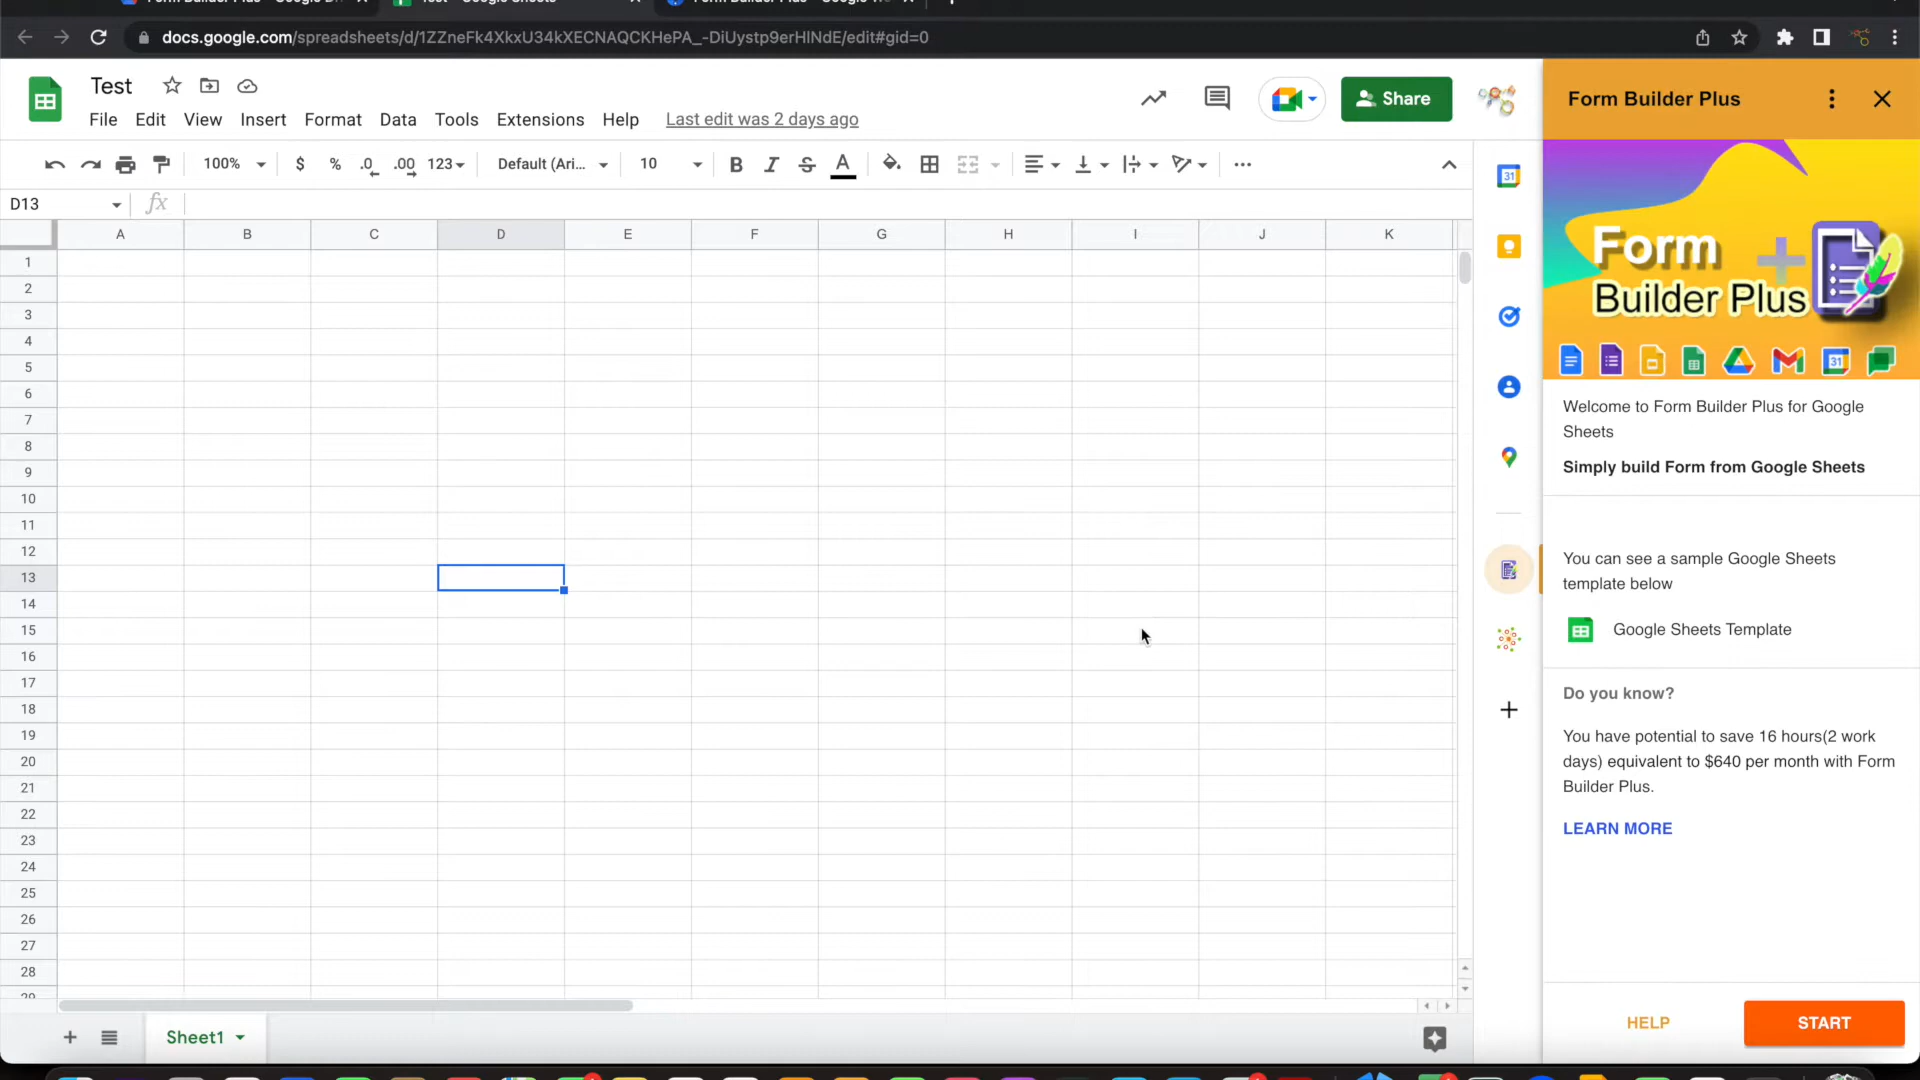 docs.google.com/spreadsheets/d/1ZZneFk4XkxU34kXECNAQCKHePA_-DiUystp9erHlNdE/edit#gid=0
Test
File Edit View Insert Format Data Tools Extensions Help Last edit was 2 days ago
Share
100% $ % .0 .00 123 Default (Ari... 10 B I S A
D13 fx
A B C D E F G H I J K
1
2
3
4
5
6
7
8
9
10
11
12
13
14
15
16
17
18
19
20
21
22
23
24
25
26
27
28
29
Sheet1
31
Form Builder Plus
Form
Builder Plus
31
Welcome to Form Builder Plus for Google
Sheets
Simply build Form from Google Sheets
You can see a sample Google Sheets
template below
Google Sheets Template
Do you know?
You have potential to save 16 hours(2 work
days) equivalent to $640 per month with Form
Builder Plus.
LEARN MORE
HELP
START